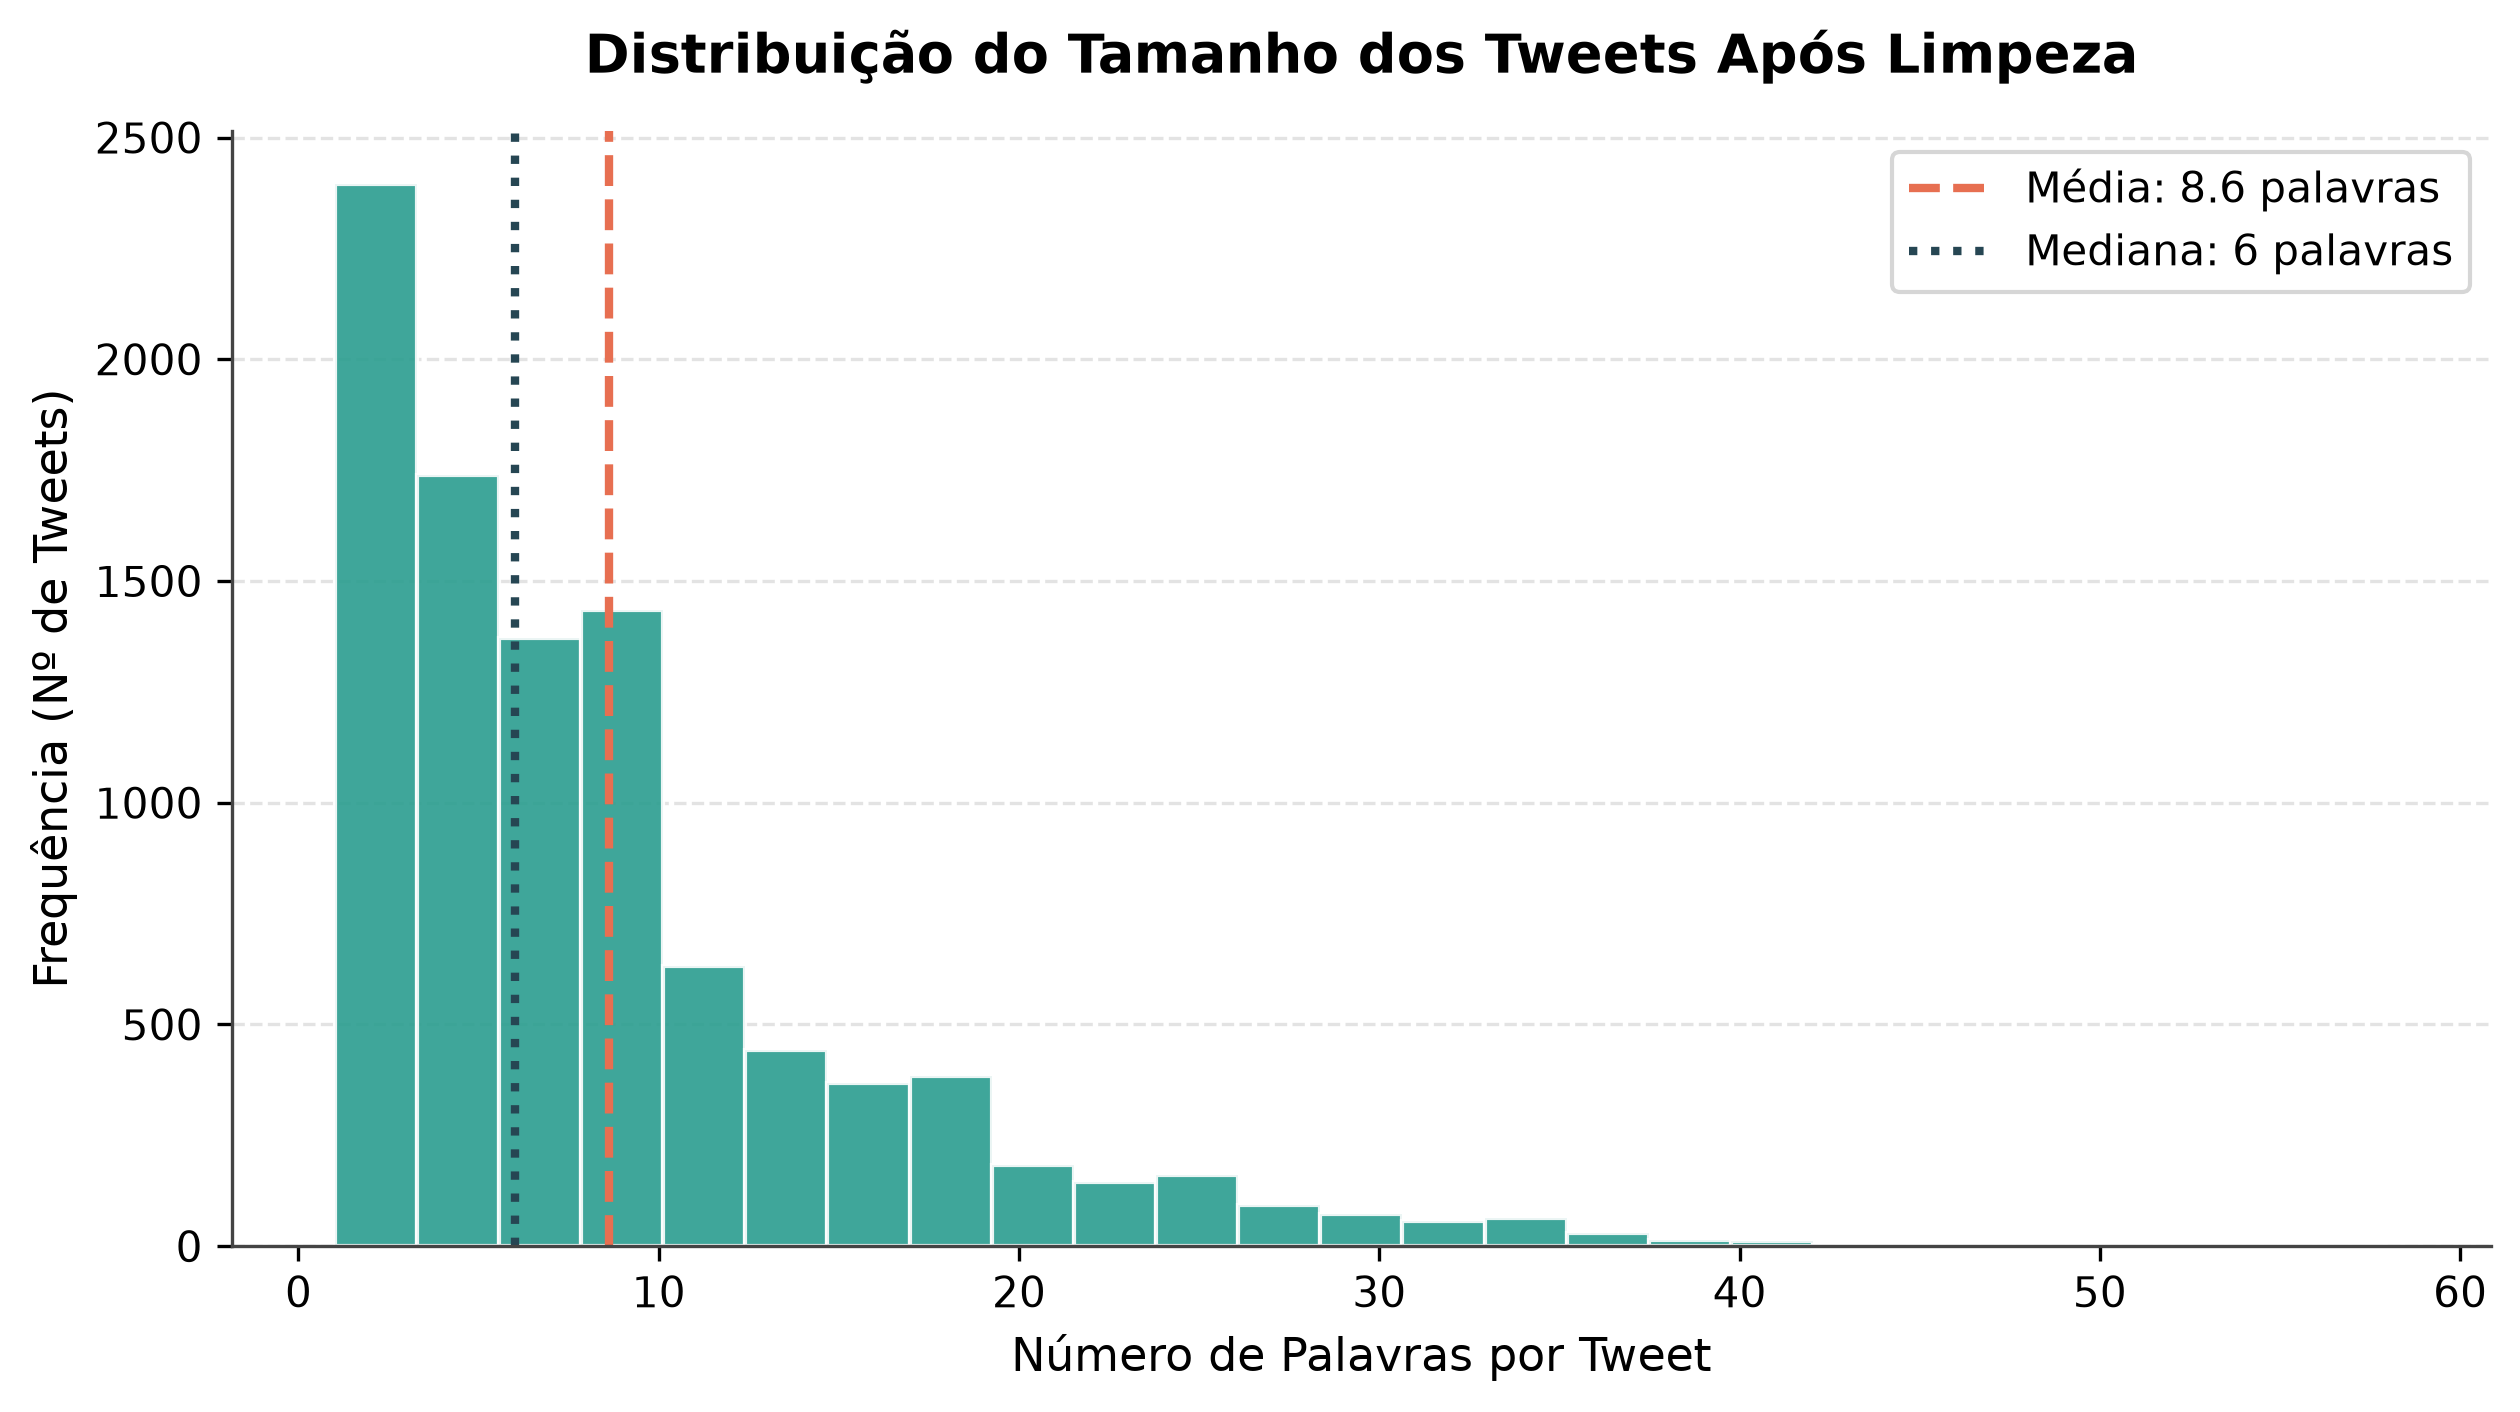 Distribuição do Tamanho dos Tweets Após Limpeza
Média: 8.6 palavras
Mediana: 6 palavras
Frequência (Nº de Tweets)
2500
2000
1500
1000
500
0
0 10 20 30 40 50 60
Número de Palavras por Tweet